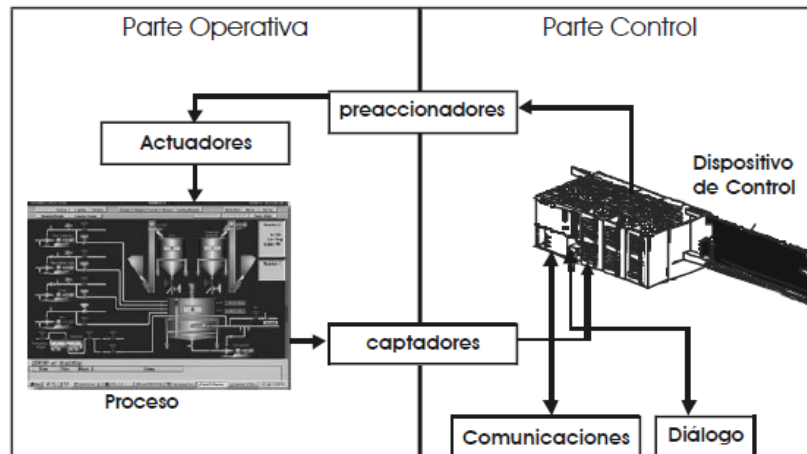 Parte Operativa
Parte Control
preaccionadores
Actuadores
Dispositivo
de Control
captadores
Proceso
Comunicaciones
Diálogo